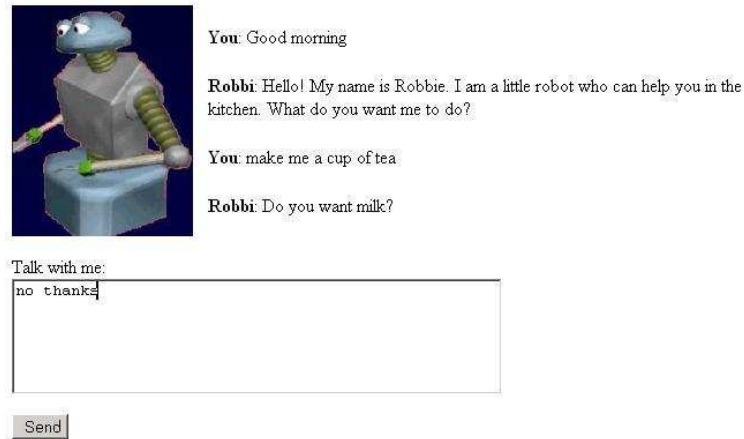 You: Good morning
Robbi: Hello! My name is Robbie. I am a little robot who can help you in the
kitchen. What do you want me to do?
You: make me a cup of tea
Robbi: Do you want milk?
Talk with me:
no thanks
Send